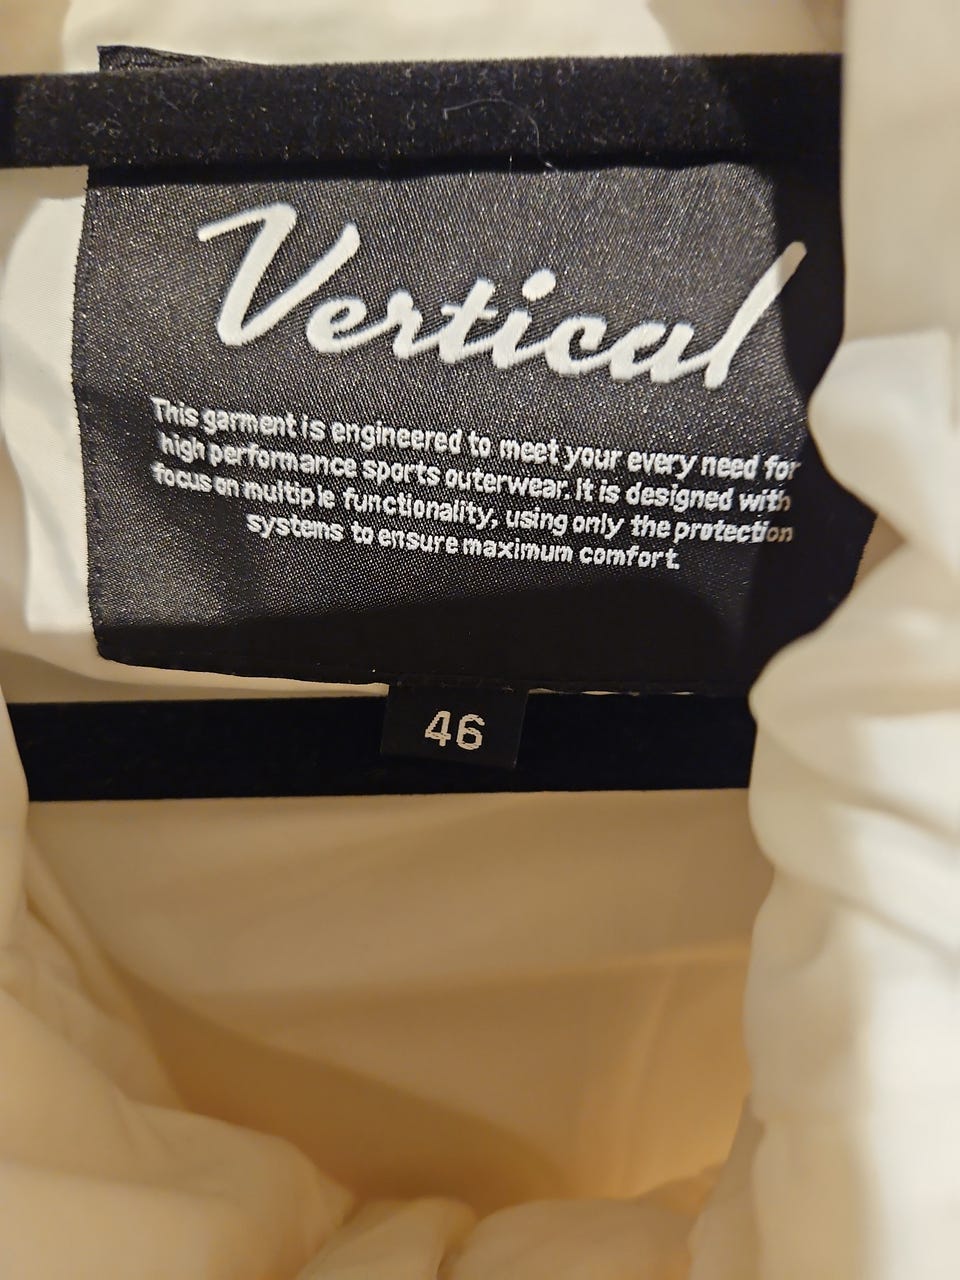 Vertical
This garment is engineered to meet your every need for
high performance sports outerwear. It is designed with
focus on multiple functionality, using only the protection
systems to ensure maximum comfort.
46